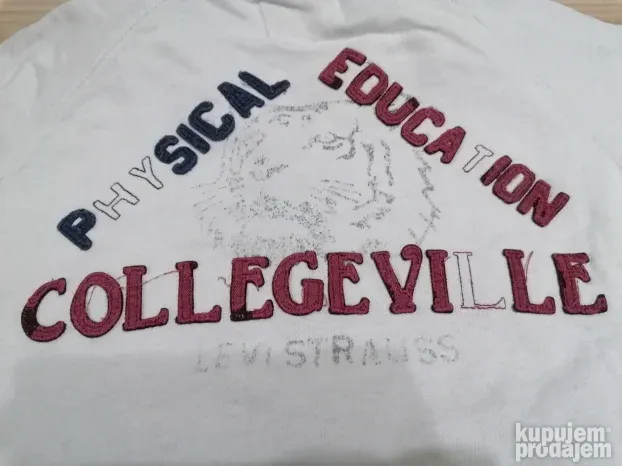 PHYSICAL EDUCATION
COLLEGEVILLE
LEVI STRAUSS
kupujem
prodajem